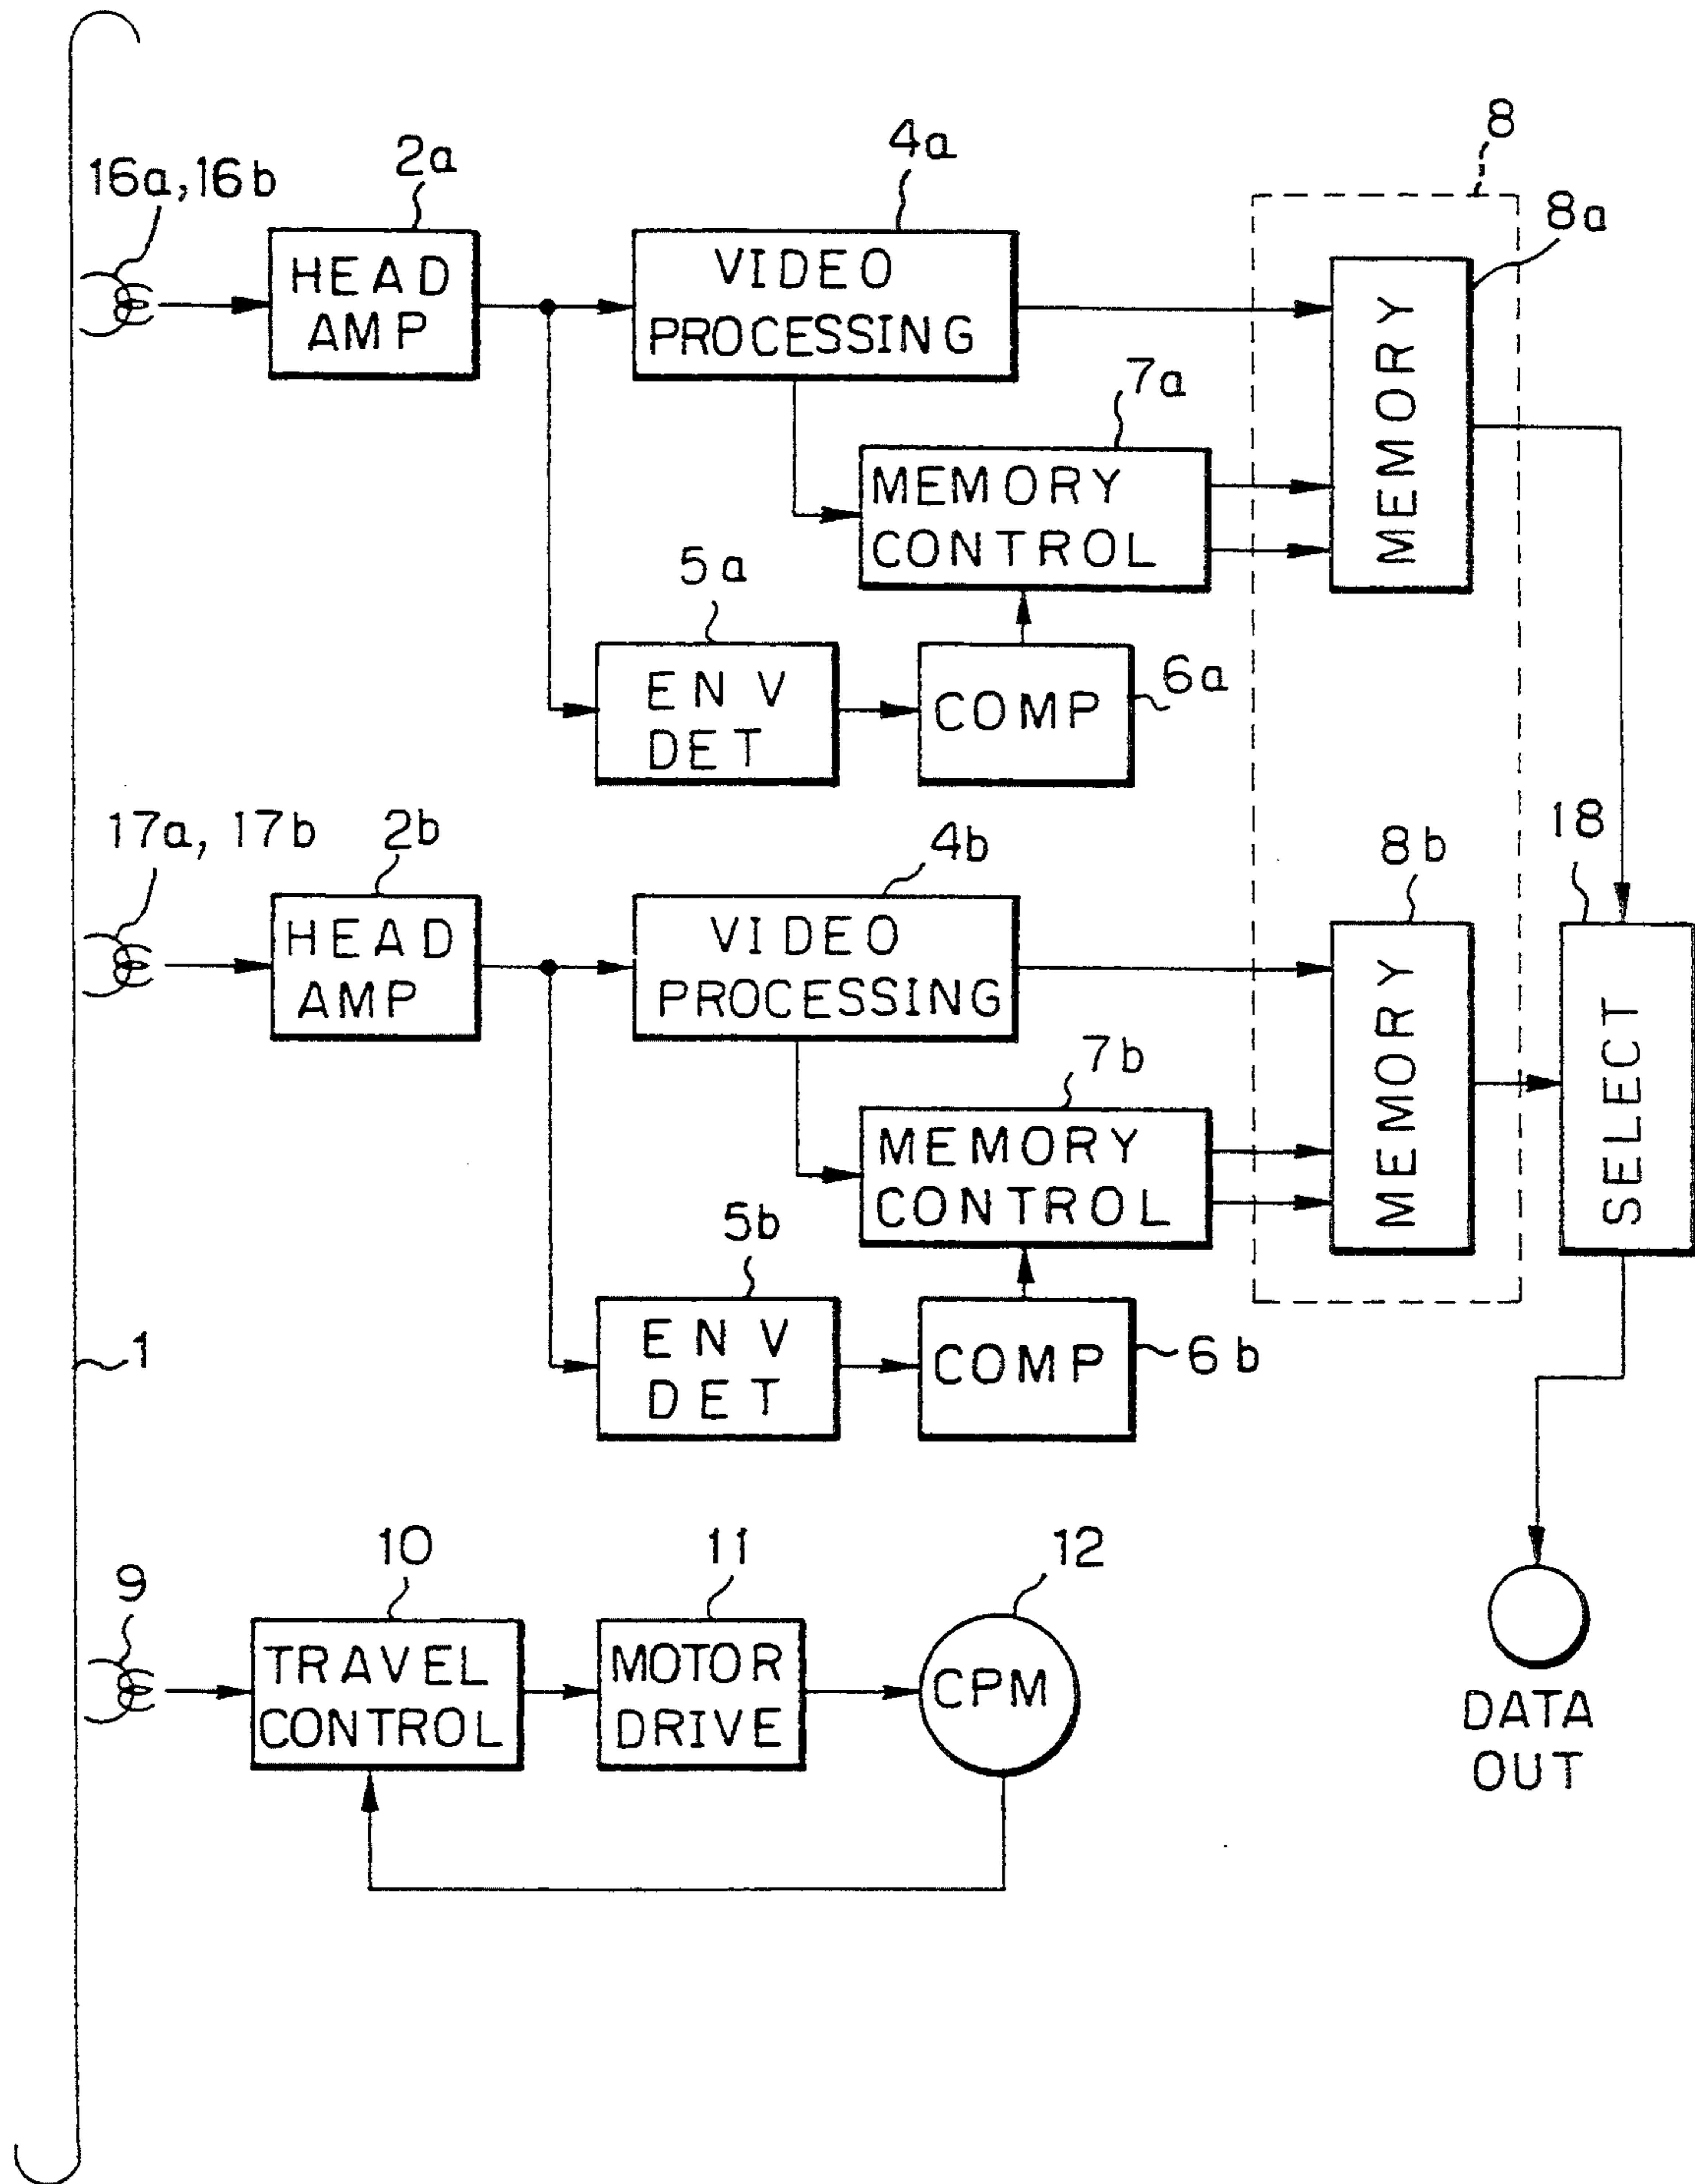 8
2a
4a
16a, 16b
8a
HEAD
AMP
VIDEO
PROCESSING
MEMORY
7a
MEMORY
CONTROL
5a
ENV
DET
COMP
6a
17a, 17b
2b
4b
8b
18
HEAD
AMP
VIDEO
PROCESSING
MEMORY
SELECT
7b
MEMORY
CONTROL
5b
ENV
DET
COMP
6b
1
9
10
11
12
TRAVEL
CONTROL
MOTOR
DRIVE
CPM
DATA
OUT